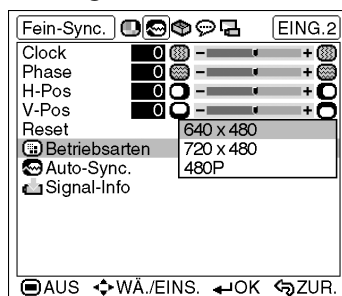 Fein-Sync. EING.2
Clock 0 - +
Phase 0 - +
H-Pos 0 - +
V-Pos 0 - +
Reset 640 x 480
Betriebsarten 720 x 480
Auto-Sync. 480P
Signal-Info
AUS WÄ./EINS. OK ZUR.